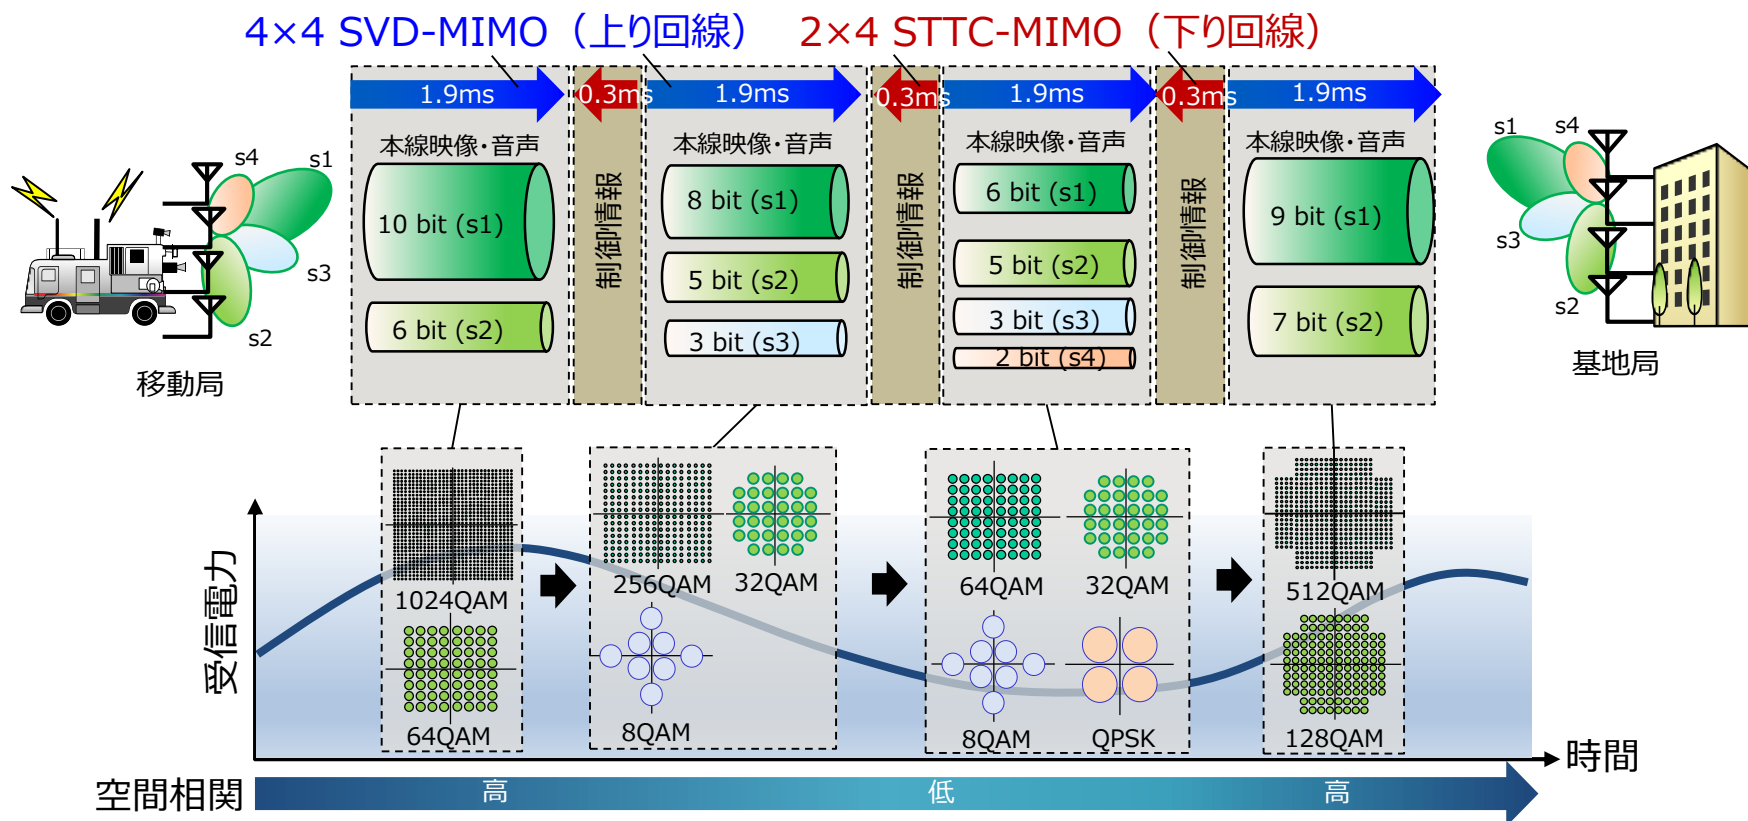 4×4 SVD-MIMO（上り回線）
2×4 STTC-MIMO（下り回線）
1.9ms
0.3ms
1.9ms
0.3ms
1.9ms
0.3ms
1.9ms
本線映像・音声
10 bit (s1)
6 bit (s2)
制御情報
本線映像・音声
8 bit (s1)
5 bit (s2)
3 bit (s3)
制御情報
本線映像・音声
6 bit (s1)
5 bit (s2)
3 bit (s3)
2 bit (s4)
制御情報
本線映像・音声
9 bit (s1)
7 bit (s2)
s4
s1
s3
s2
移動局
s1
s4
s3
s2
基地局
受信電力
1024QAM
64QAM
256QAM
32QAM
8QAM
64QAM
32QAM
8QAM
QPSK
512QAM
128QAM
時間
空間相関
高
低
高